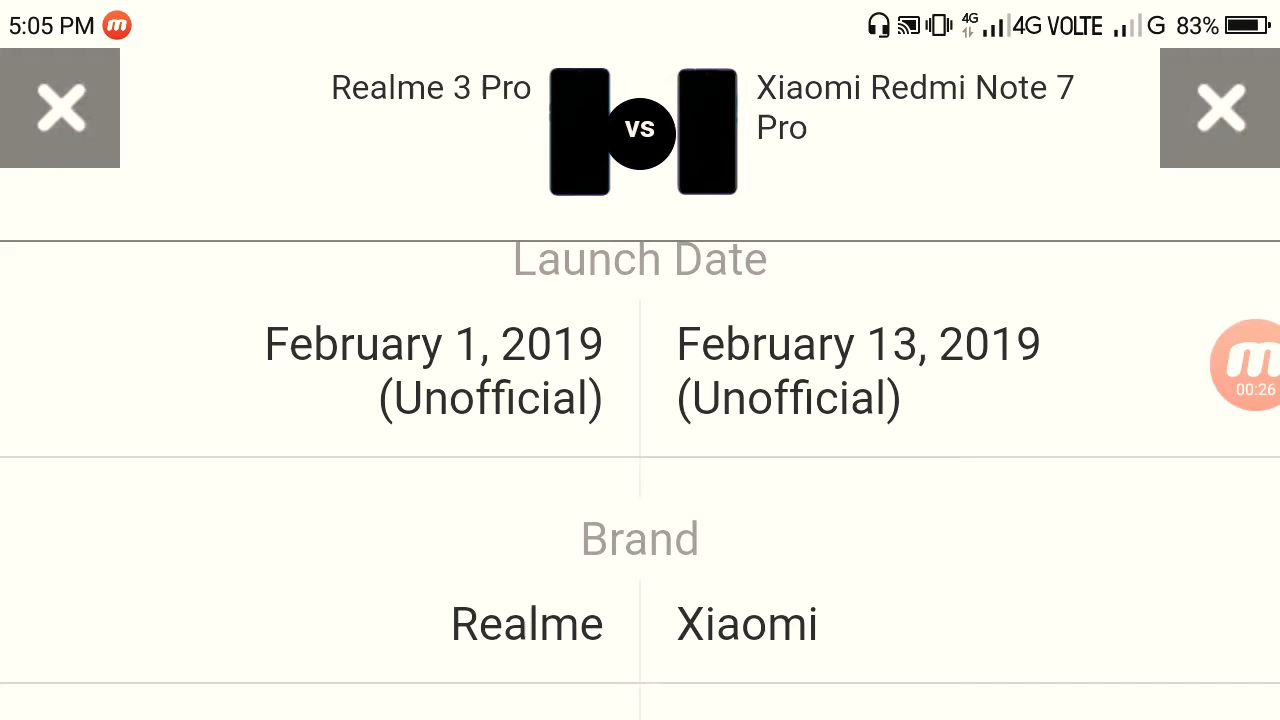 5:05 PM m 4G 4G VOLTE G 83%
Realme 3 Pro
vs
Xiaomi Redmi Note 7
Pro
Launch Date
February 1, 2019
(Unofficial)
February 13, 2019
(Unofficial)
m
00:26
Brand
Realme
Xiaomi